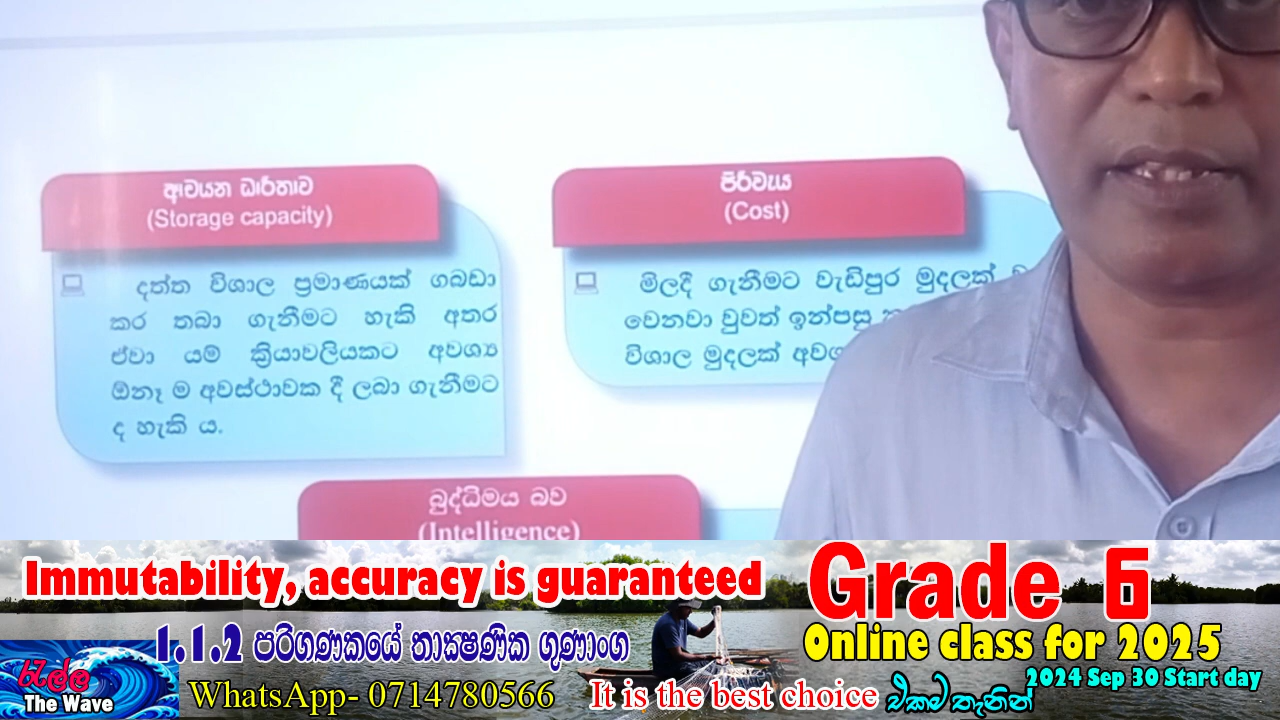 ආචයන ධාරිතාව
(Storage capacity)
දත්ත විශාල ප්‍රමාණයක් ගබඩා
කර තබා ගැනීමට හැකි අතර
ඒවා යම් ක්‍රියාවලියකට අවශ්‍ය
ඕනෑ ම අවස්ථාවක දී ලබා ගැනීමට
ද හැකි ය.
පිරිවැය
(Cost)
මිලදී ගැනීමට වැඩිපුර මුදලක්
වෙනවා වුවත් ඉන්පසු
විශාල මුදලක්
බුද්ධිමය බව
(Intelligence)
Immutability, accuracy is guaranteed
Grade 6
1.1.2 පරිගණකයේ තාක්‍ෂණික ගුණාංග
Online class for 2025
2024 Sep 30 Start day
රැල්ල
The Wave
WhatsApp- 0714780566
It is the best choice එකම තැනින්